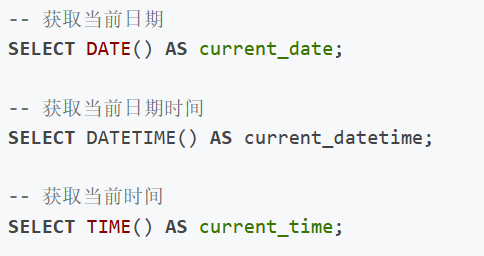 -- 获取当前日期
SELECT DATE() AS current_date;
-- 获取当前日期时间
SELECT DATETIME() AS current_datetime;
-- 获取当前时间
SELECT TIME() AS current_time;